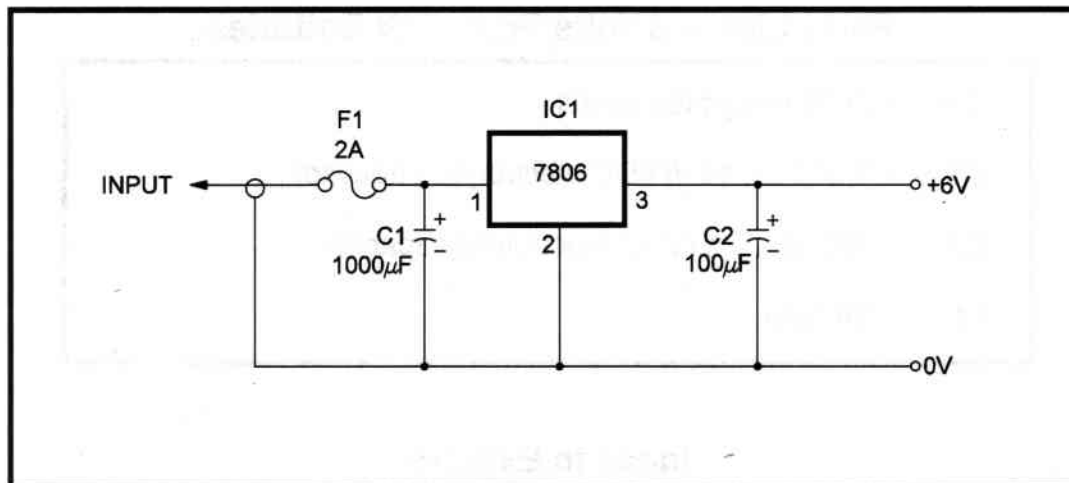 F1
2A
IC1
7806
INPUT
1
2
3
+6V
C1
1000µF
+
−
C2
100µF
+
−
0V